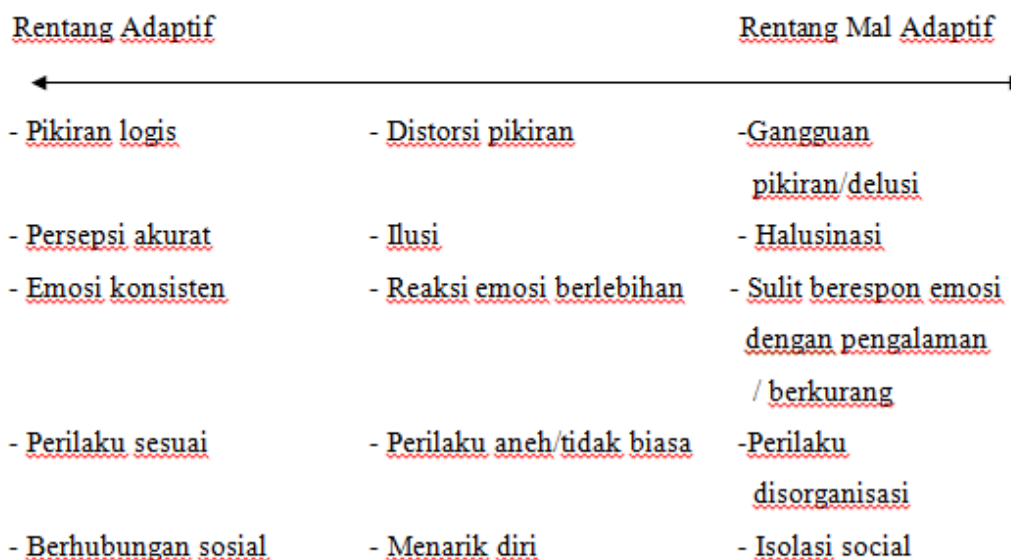 Rentang Adaptif Rentang Mal Adaptif
- Pikiran logis - Distorsi pikiran -Gangguan
pikiran/delusi
- Persepsi akurat - Ilusi - Halusinasi
- Emosi konsisten - Reaksi emosi berlebihan - Sulit berespon emosi
dengan pengalaman
/ berkurang
- Perilaku sesuai - Perilaku aneh/tidak biasa -Perilaku
disorganisasi
- Berhubungan sosial - Menarik diri - Isolasi social